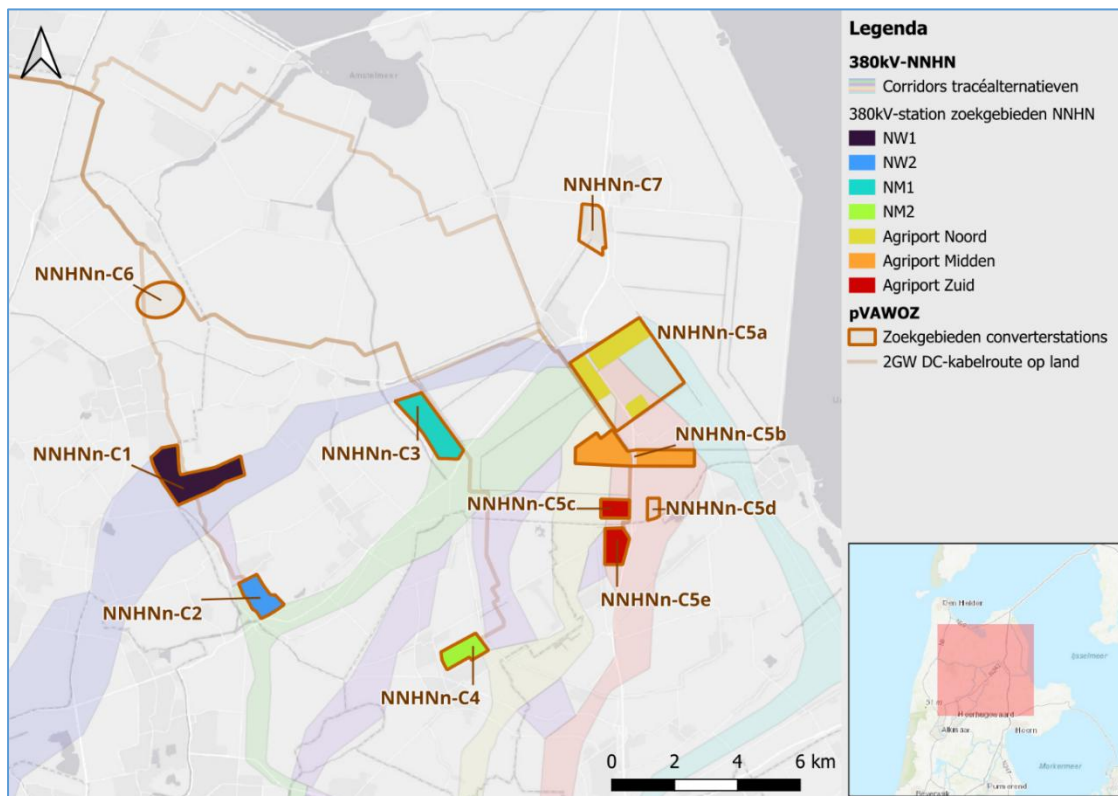 Amstelmeer
NNHNn-C7
NNHNn-C6
NNHNn-C5a
NNHNn-C1
NNHNn-C3
NNHNn-C5b
NNHNn-C5c
NNHNn-C5d
NNHNn-C2
NNHNn-C5e
NNHNn-C4
0 2 4 6 km
Legenda
380kV-NNHN
Corridors tracéalternatieven
380kV-station zoekgebieden NNHN
NW1
NW2
NM1
NM2
Agriport Noord
Agriport Midden
Agriport Zuid
pVAWOZ
Zoekgebieden converterstations
2GW DC-kabelroute op land
Den Helder
IJsselmeer
Heerhugowaard
Alkmaar
Hoorn
Markermeer
Purmerend
Beverwijk